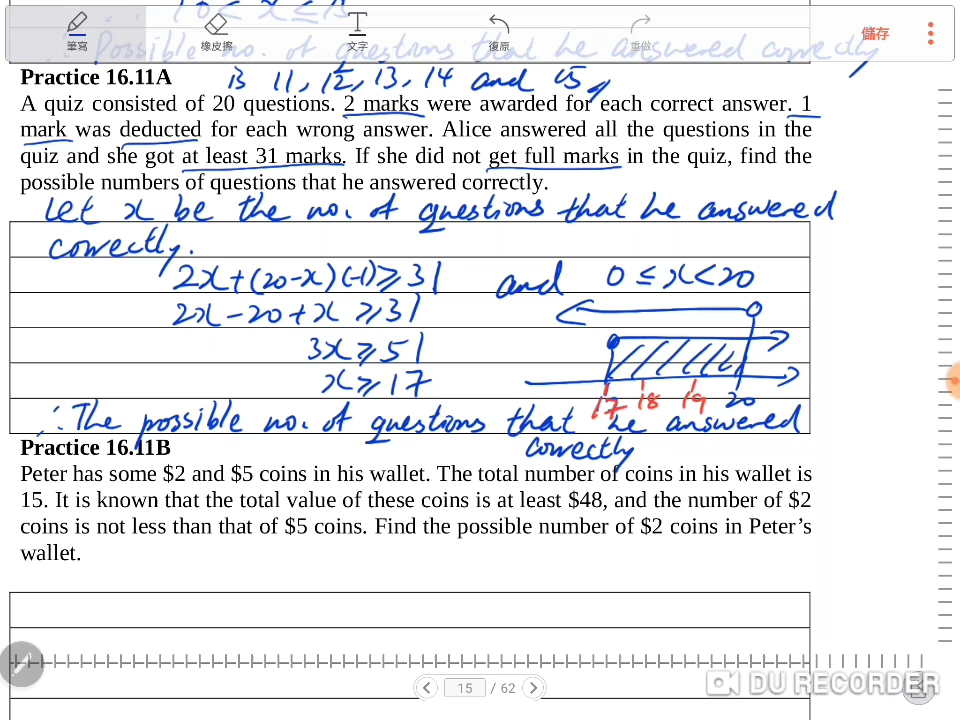 10 ≤ x ≤ 15
筆寫 橡皮擦 文字 復原 重做 儲存
∴ Possible no. of questions that he answered correctly
is 11, 12, 13, 14 and 15
Practice 16.11A
A quiz consisted of 20 questions. 2 marks were awarded for each correct answer. 1
mark was deducted for each wrong answer. Alice answered all the questions in the
quiz and she got at least 31 marks. If she did not get full marks in the quiz, find the
possible numbers of questions that he answered correctly.
Let x be the no. of questions that he answered
correctly.
2x+(20-x)(-1)≥31 and 0≤x<20
2x-20+x ≥31
3x≥51
x≥17
17 18 19 20
∴ The possible no. of questions that he answered
correctly
Practice 16.11B
Peter has some $2 and $5 coins in his wallet. The total number of coins in his wallet is
15. It is known that the total value of these coins is at least $48, and the number of $2
coins is not less than that of $5 coins. Find the possible number of $2 coins in Peter’s
wallet.
15 / 62
DU RECORDER